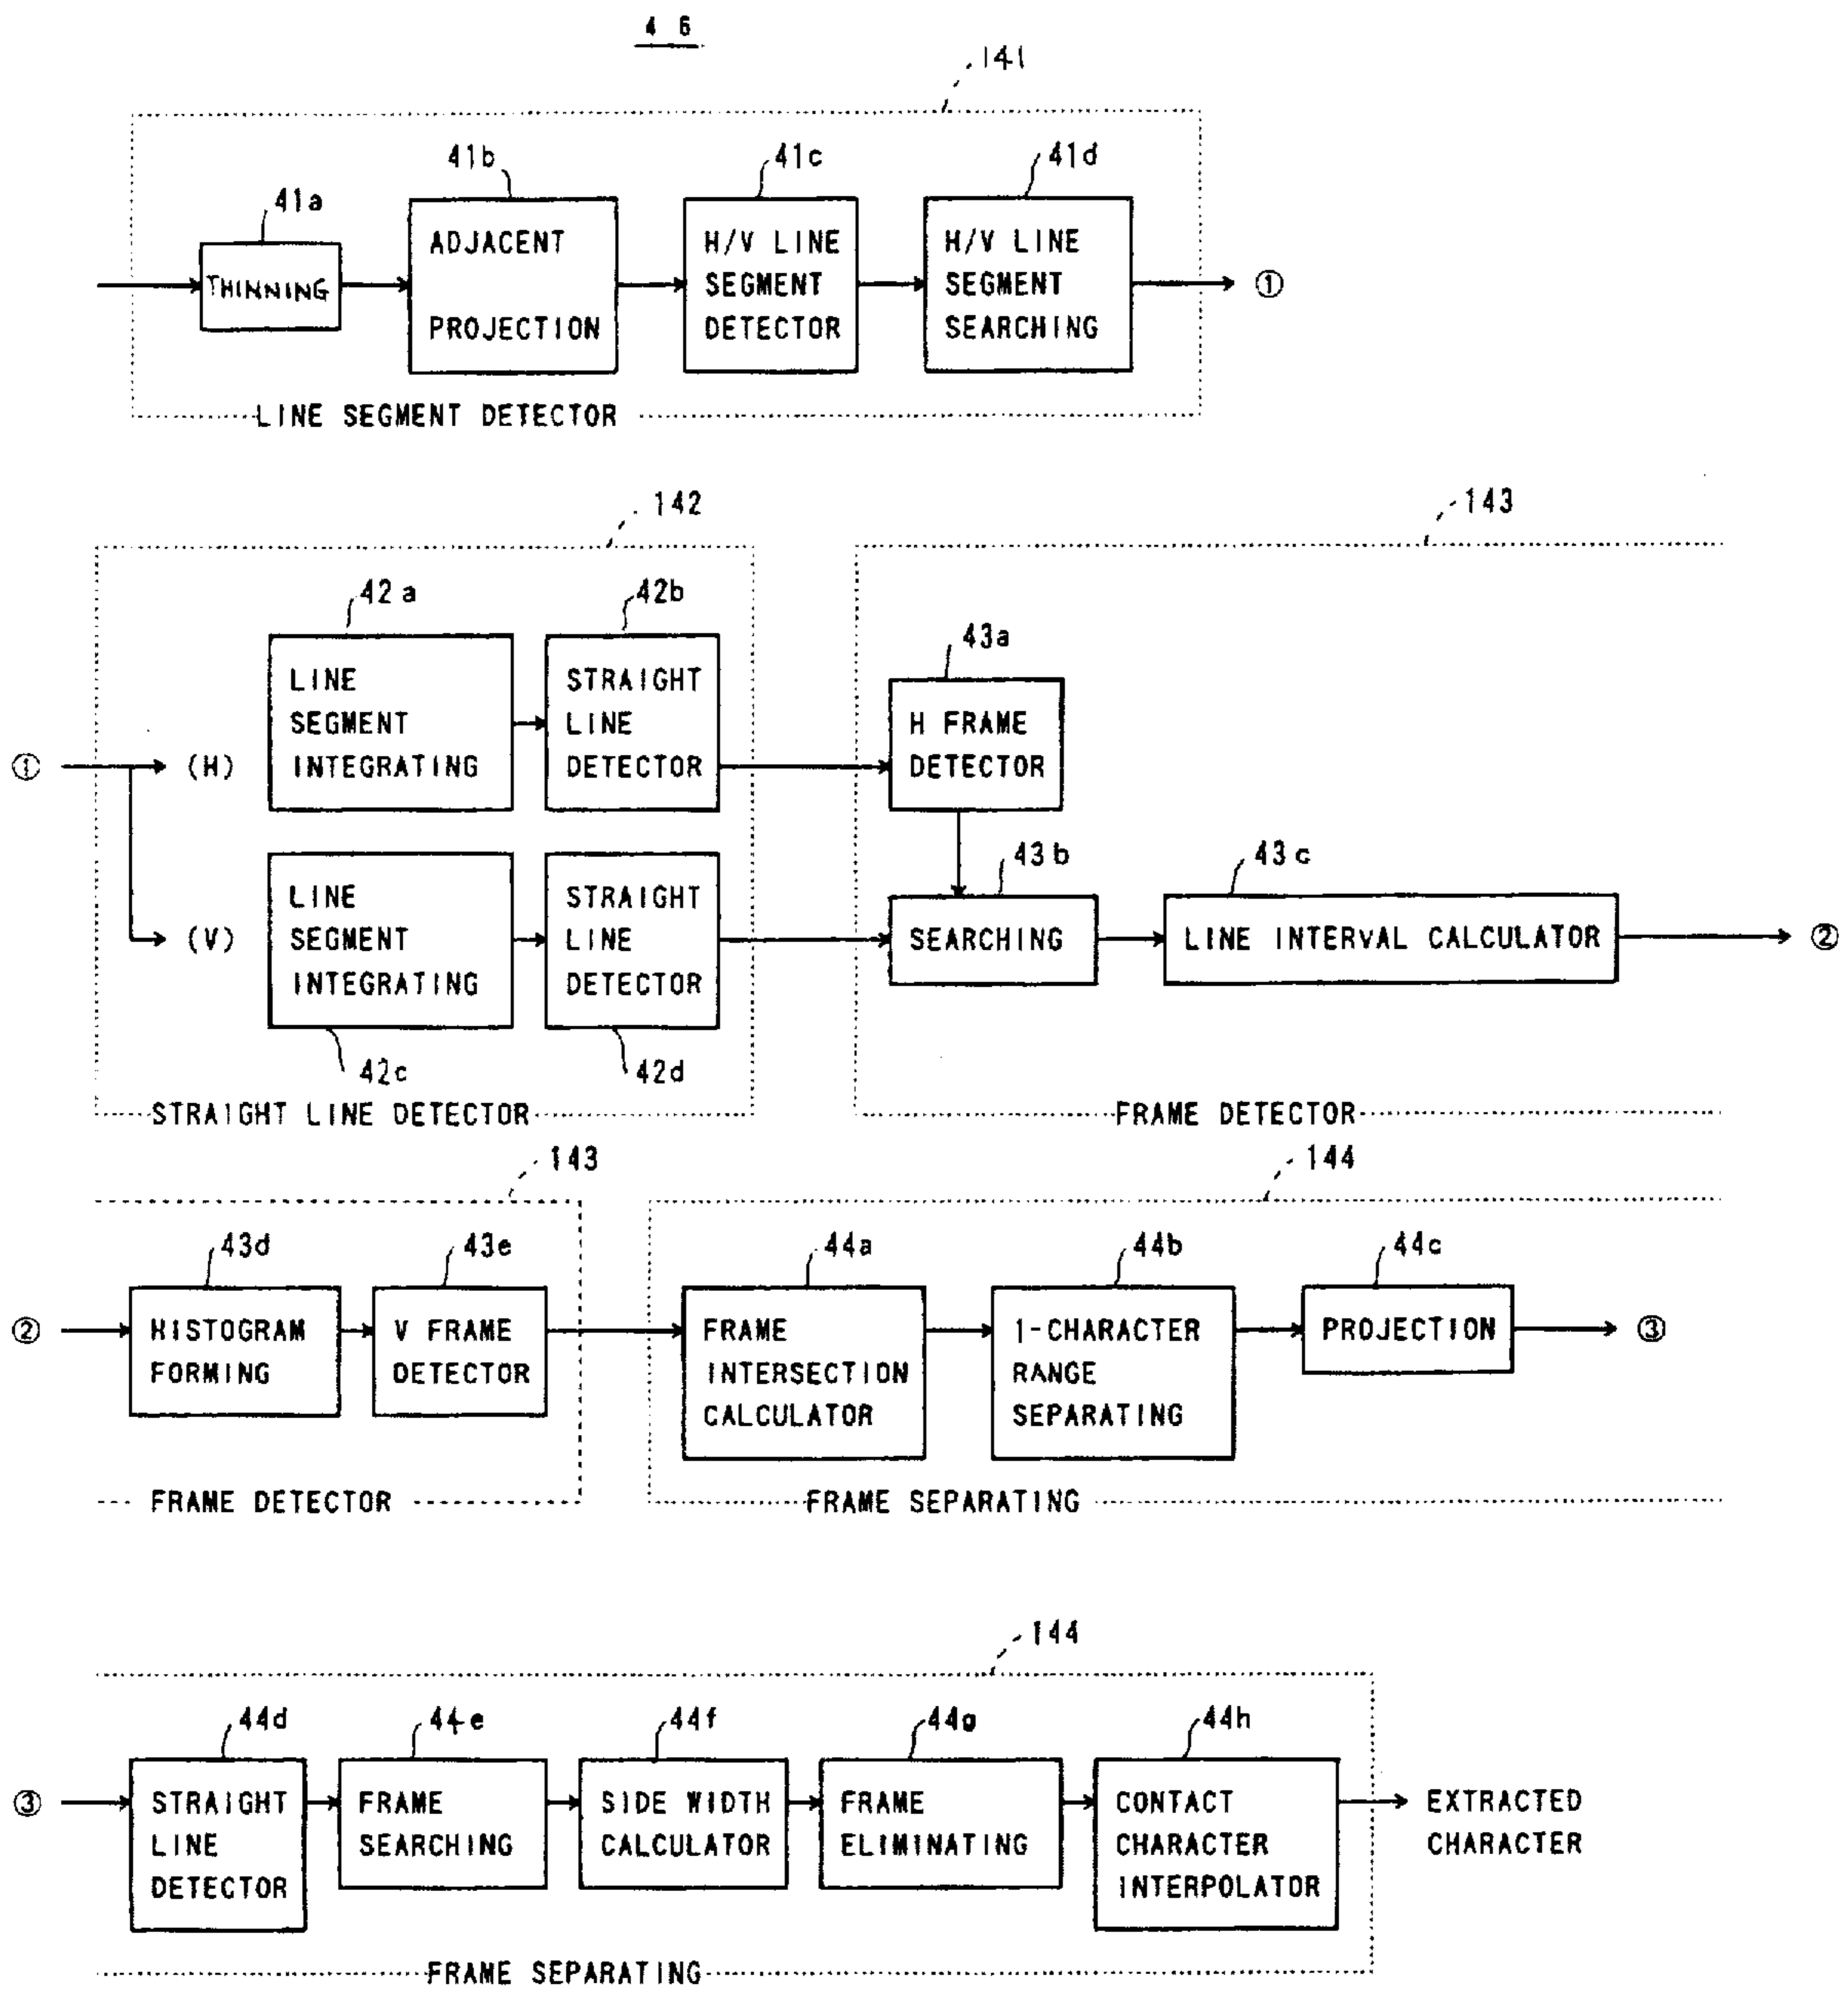 4 6
141
41a
41b
41c
41d
THINNING
ADJACENT
PROJECTION
H/V LINE
SEGMENT
DETECTOR
H/V LINE
SEGMENT
SEARCHING
①
LINE SEGMENT DETECTOR
142
143
42a
42b
43a
LINE
SEGMENT
INTEGRATING
STRAIGHT
LINE
DETECTOR
H FRAME
DETECTOR
①
(H)
(V)
LINE
SEGMENT
INTEGRATING
STRAIGHT
LINE
DETECTOR
43b
43c
SEARCHING
LINE INTERVAL CALCULATOR
②
42c
42d
STRAIGHT LINE DETECTOR
FRAME DETECTOR
143
144
43d
43e
44a
44b
44c
②
HISTOGRAM
FORMING
V FRAME
DETECTOR
FRAME
INTERSECTION
CALCULATOR
1-CHARACTER
RANGE
SEPARATING
PROJECTION
③
FRAME DETECTOR
FRAME SEPARATING
144
44d
44e
44f
44g
44h
③
STRAIGHT
LINE
DETECTOR
FRAME
SEARCHING
SIDE WIDTH
CALCULATOR
FRAME
ELIMINATING
CONTACT
CHARACTER
INTERPOLATOR
EXTRACTED
CHARACTER
FRAME SEPARATING